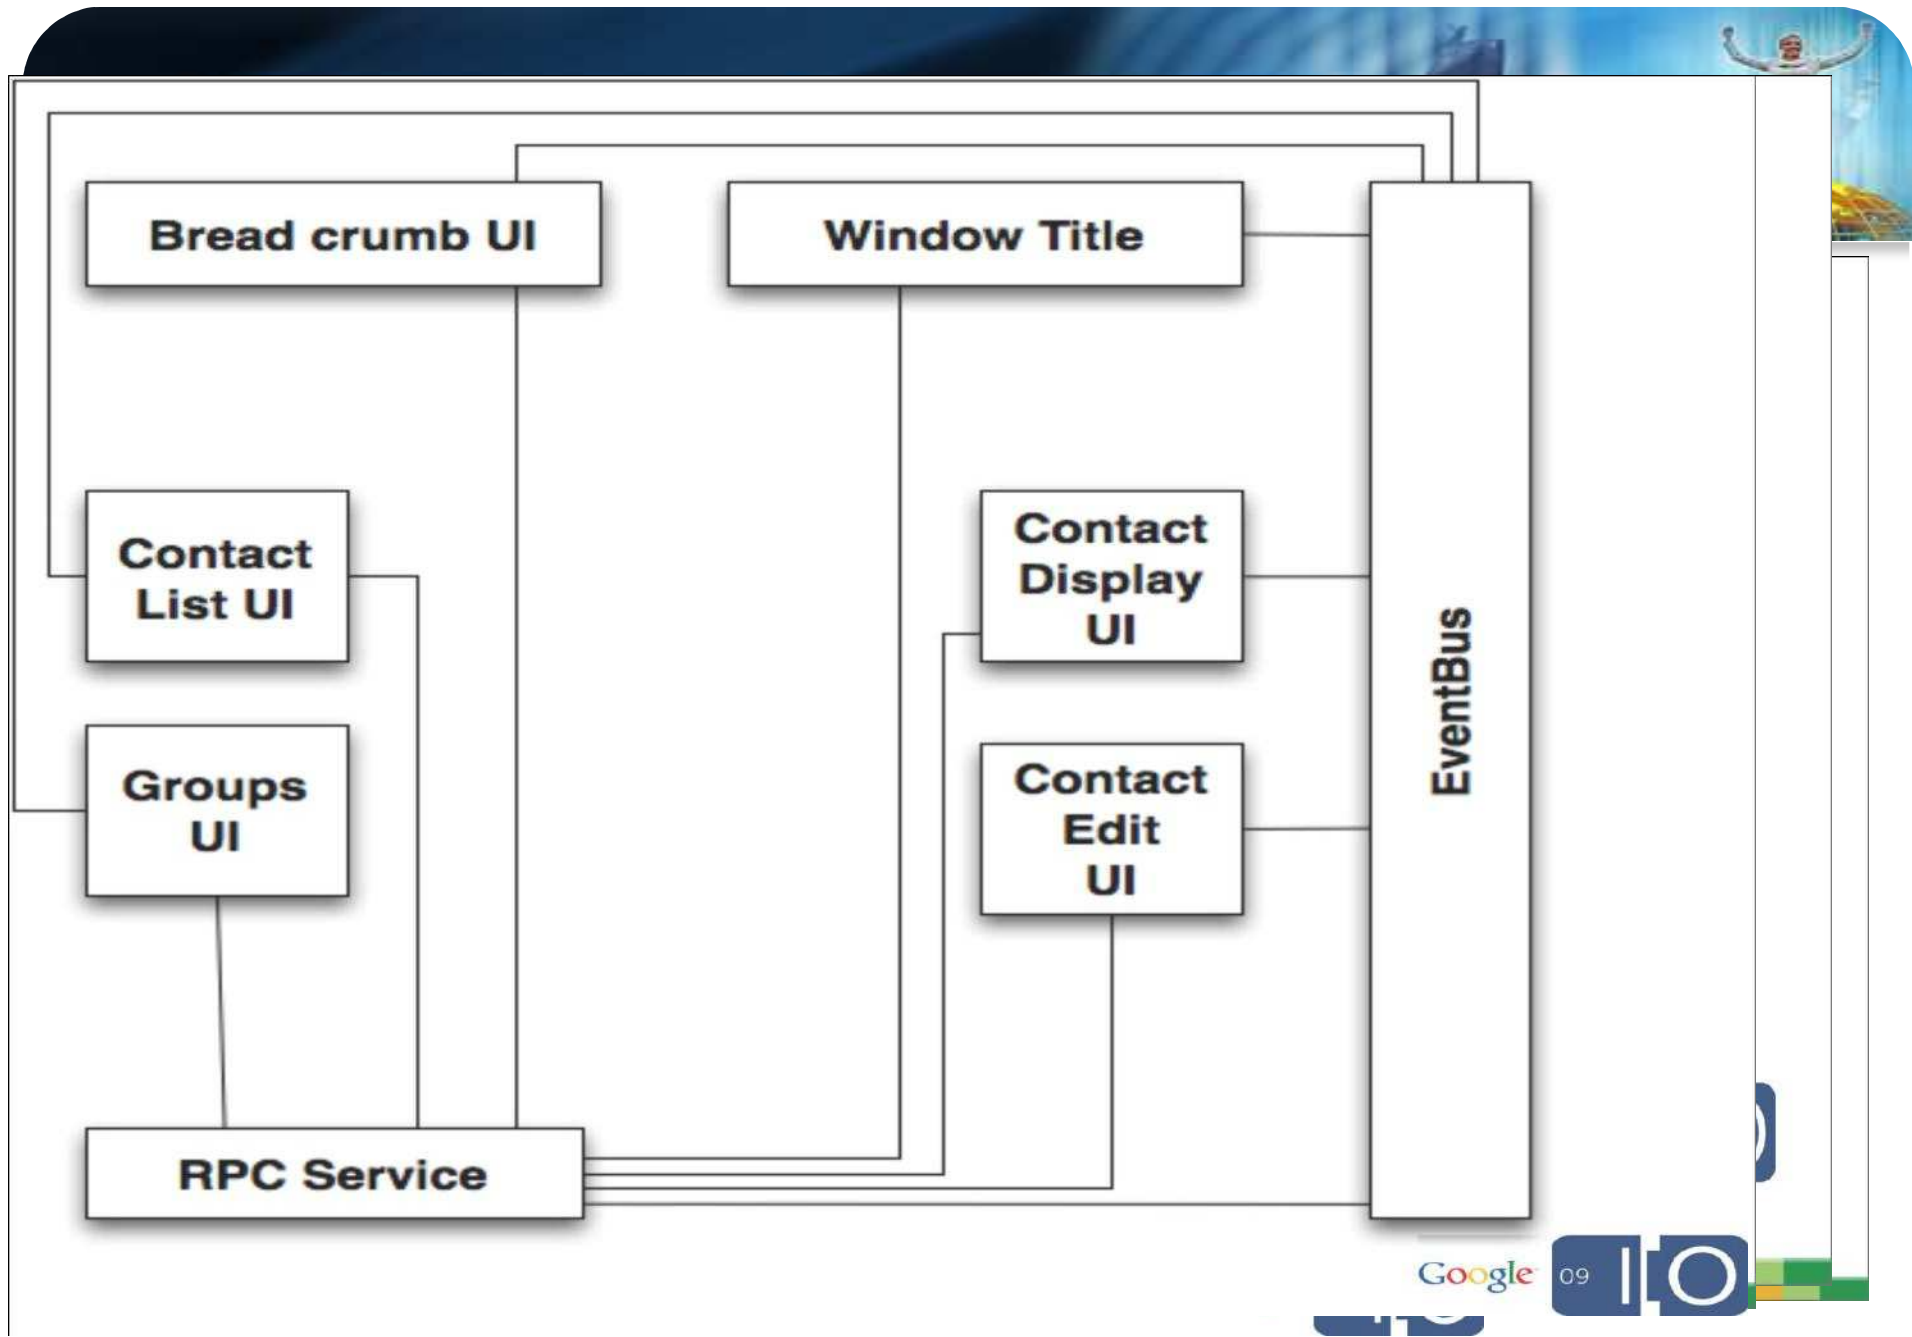 Bread crumb UI
Window Title
Contact
List UI
Contact
Display
UI
EventBus
Groups
UI
Contact
Edit
UI
RPC Service
Google 09 IO